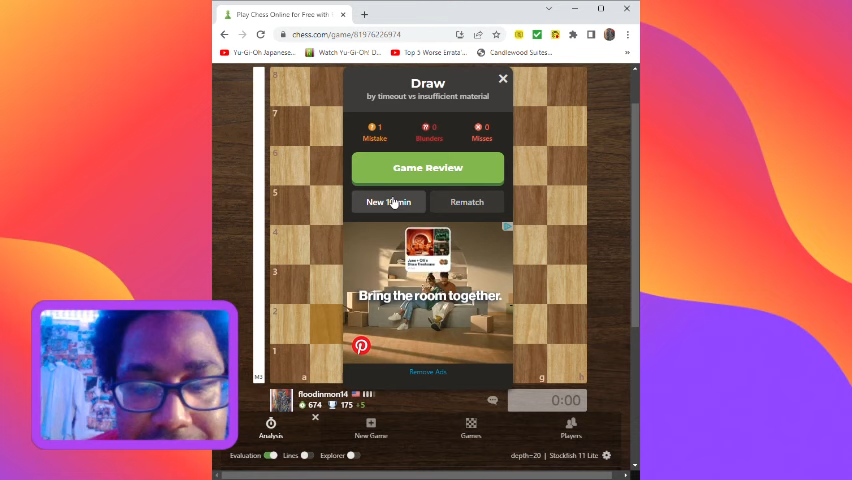 Play Chess Online for Free with
chess.com/game/81976226974
Yu-Gi-Oh Japanese...
Watch Yu-Gi-Oh! D...
Top 5 Worse Errata'...
Candlewood Suites...
Draw
by timeout vs insufficient material
1
Mistake
0
Blunders
0
Misses
Game Review
New 10 min
Rematch
Bring the room together.
Remove Ads
8
7
6
5
4
3
2
1
a
g
h
M3
floodinmon14
674
175 +5
0:00
Analysis
New Game
Games
Players
Evaluation
Lines
Explorer
depth=20 | Stockfish 11 Lite